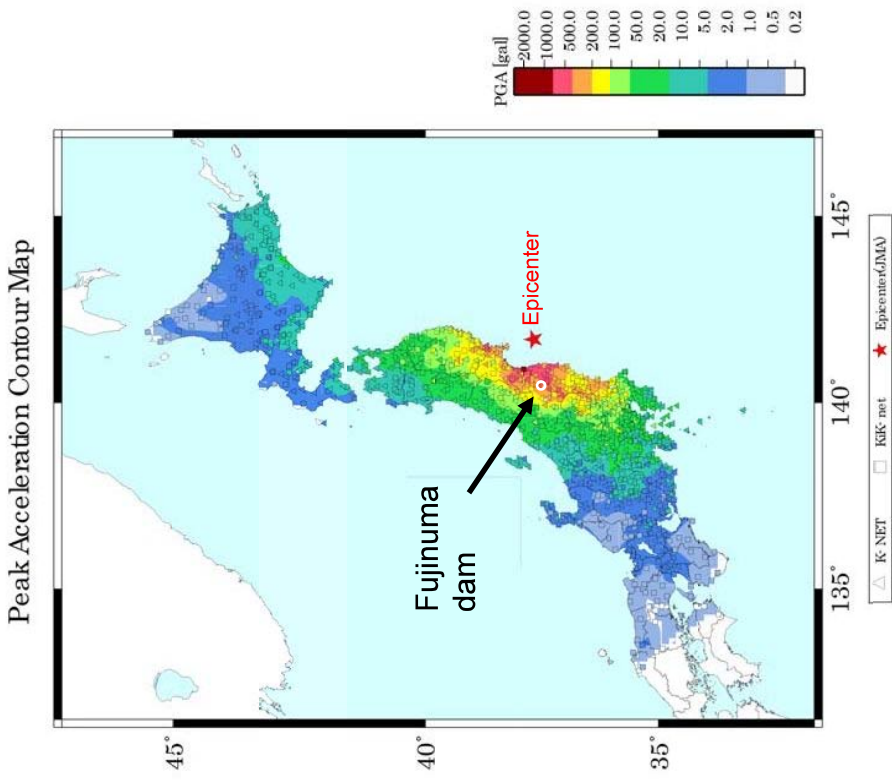 Peak Acceleration Contour Map
PGA [gal]
2000.0
1000.0
500.0
200.0
100.0
50.0
20.0
10.0
5.0
2.0
1.0
0.5
0.2
45°
40°
35°
Epicenter
Fujinuma
dam
135°
140°
145°
K-NET
KiK-net
Epicenter(JMA)